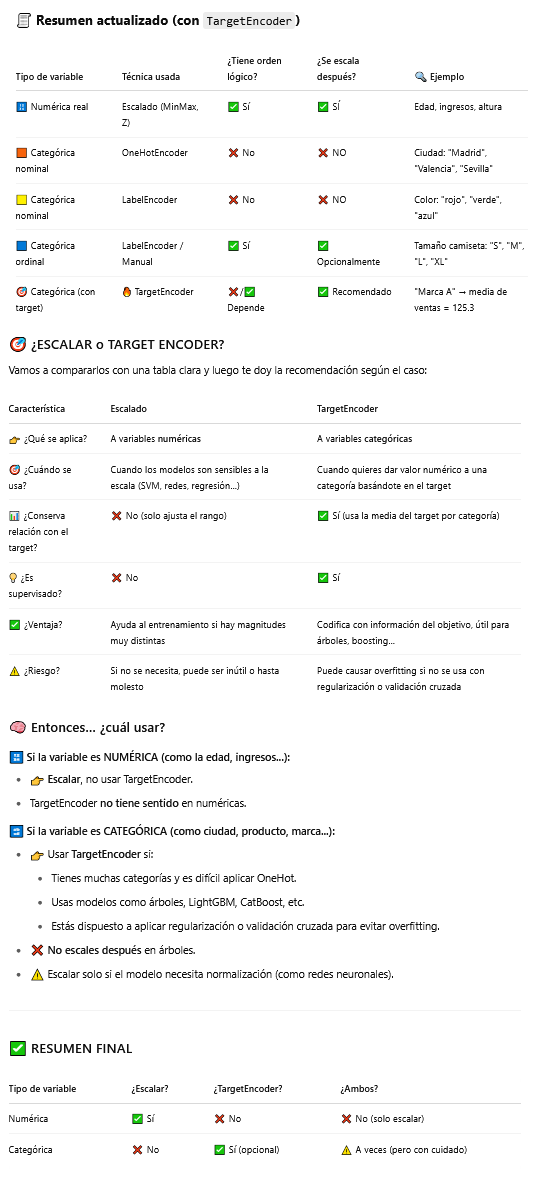 Resumen actualizado (con TargetEncoder)
¿Tiene orden ¿Se escala
Tipo de variable Técnica usada lógico? después? 🔍 Ejemplo
🔢 Numérica real Escalado (MinMax, ✅ Sí ✅ Sí Edad, ingresos, altura
Z)
🟧 Categórica OneHotEncoder ❌ No ❌ NO Ciudad: "Madrid",
nominal "Valencia", "Sevilla"
🟨 Categórica LabelEncoder ❌ No ❌ NO Color: "rojo", "verde",
nominal "azul"
🟦 Categórica LabelEncoder / ✅ Sí ✅ Tamaño camiseta: "S", "M",
ordinal Manual Opcionalmente "L", "XL"
🎯 Categórica (con 🔥 TargetEncoder ❌/✅ ✅ Recomendado "Marca A" → media de
target) Depende ventas = 125.3
🎯 ¿ESCALAR o TARGET ENCODER?
Vamos a compararlos con una tabla clara y luego te doy la recomendación según el caso:
Característica Escalado TargetEncoder
👉 ¿Qué se aplica? A variables numéricas A variables categóricas
🎯 ¿Cuándo se Cuando los modelos son sensibles a la Cuando quieres dar valor numérico a una
usa? escala (SVM, redes, regresión...) categoría basándote en el target
📊 ¿Conserva ❌ No (solo ajusta el rango) ✅ Sí (usa la media del target por categoría)
relación con el
target?
💡 ¿Es ❌ No ✅ Sí
supervisado?
✅ ¿Ventaja? Ayuda al entrenamiento si hay magnitudes Codifica con información del objetivo, útil para
muy distintas árboles, boosting...
⚠️ ¿Riesgo? Si no se necesita, puede ser inútil o hasta Puede causar overfitting si no se usa con
molesto regularización o validación cruzada
🧠 Entonces... ¿cuál usar?
🔢 Si la variable es NUMÉRICA (como la edad, ingresos...):
• 👉 Escalar, no usar TargetEncoder.
• TargetEncoder no tiene sentido en numéricas.
🔤 Si la variable es CATEGÓRICA (como ciudad, producto, marca...):
• 👉 Usar TargetEncoder si:
• Tienes muchas categorías y es difícil aplicar OneHot.
• Usas modelos como árboles, LightGBM, CatBoost, etc.
• Estás dispuesto a aplicar regularización o validación cruzada para evitar overfitting.
• ❌ No escales después en árboles.
• ⚠️ Escalar solo si el modelo necesita normalización (como redes neuronales).
✅ RESUMEN FINAL
Tipo de variable ¿Escalar? ¿TargetEncoder? ¿Ambos?
Numérica ✅ Sí ❌ No ❌ No (solo escalar)
Categórica ❌ No ✅ Sí (opcional) ⚠️ A veces (pero con cuidado)